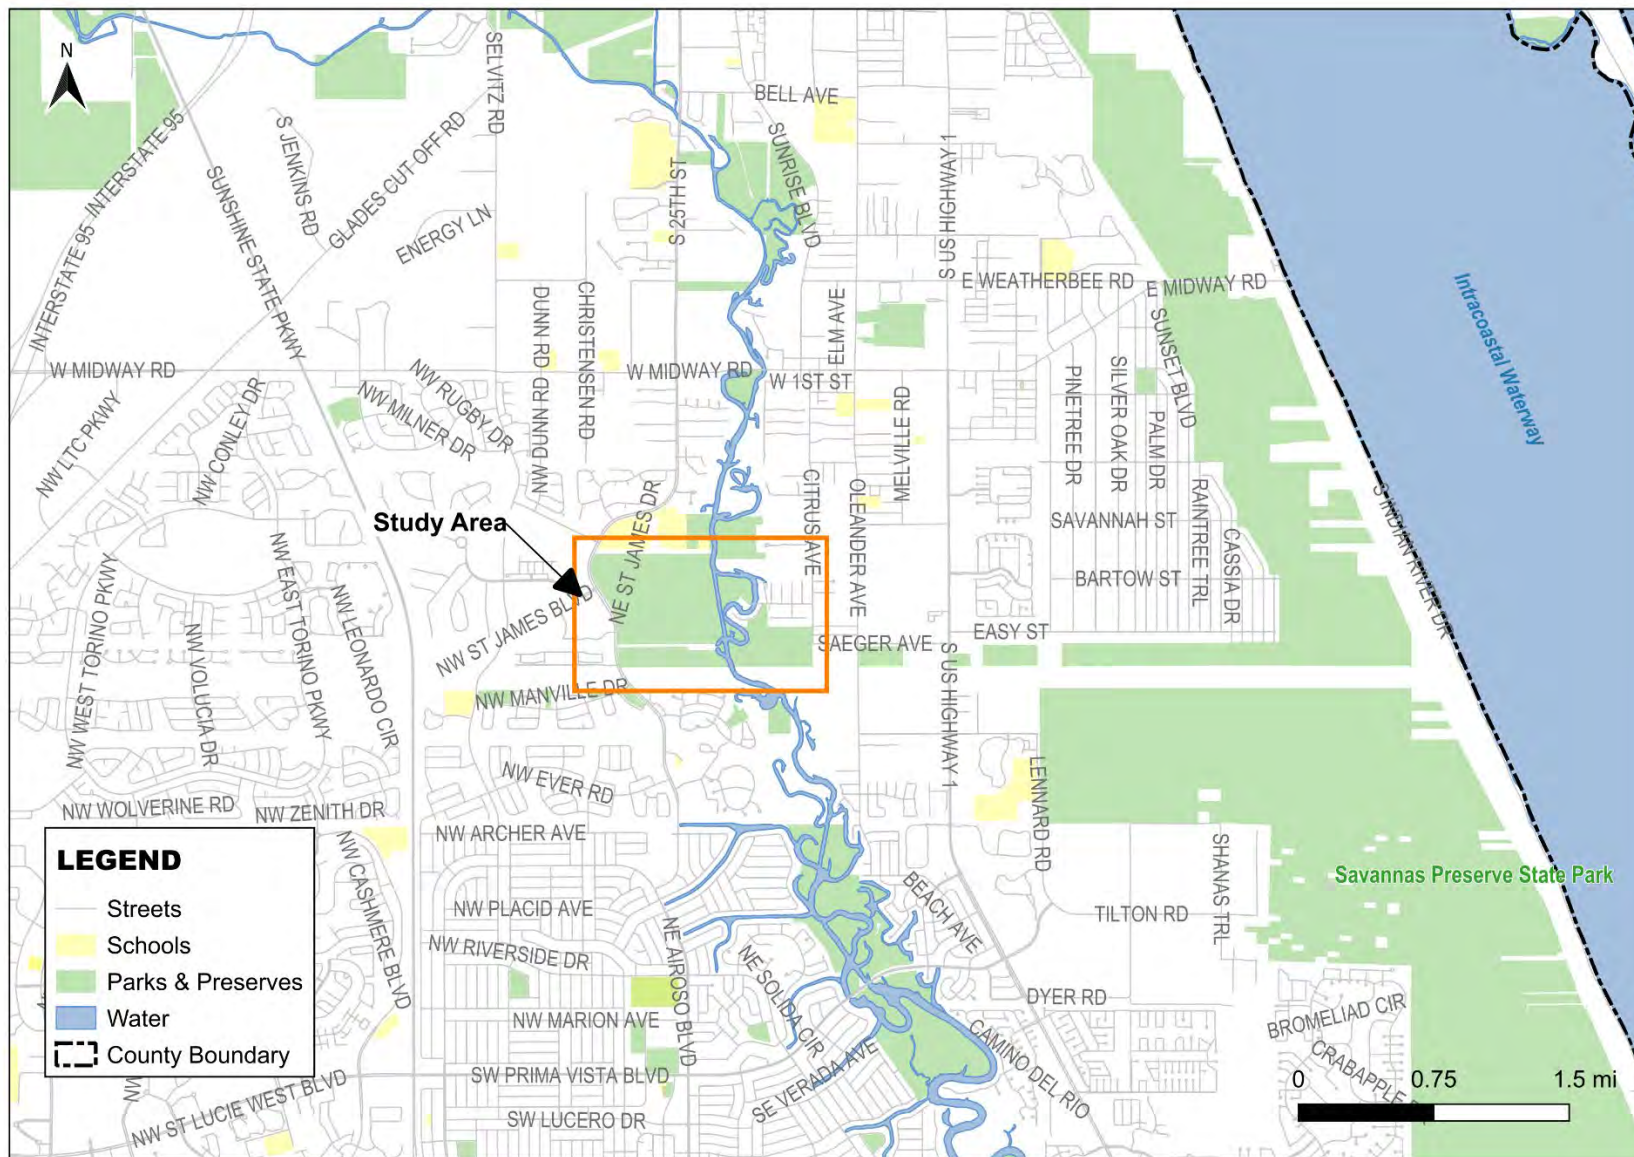 N
SELVITZ RD
BELL AVE
INTERSTATE 95
INTERSTATE 95
S JENKINS RD
GLADES CUT-OFF RD
SUNRISE BLVD
S US HIGHWAY 1
SUNSHINE STATE PKWY
S 25TH ST
ENERGY LN
E WEATHERBEE RD
E MIDWAY RD
DUNN RD
NW DUNN RD
CHRISTENSEN RD
ELM AVE
SUNSET BLVD
Intracoastal Waterway
W MIDWAY RD
W MIDWAY RD
W 1ST ST
NW RUGBY DR
NW MILNER DR
NW CONLEY DR
NW LTC PKWY
MELVILLE RD
PINETREE DR
SILVER OAK DR
PALM DR
CITRUS AVE
OLEANDER AVE
RAINTREE TRL
CASSIA DR
S INDIAN RIVER DR
Study Area
NE ST JAMES DR
SAVANNAH ST
BARTOW ST
NW ST JAMES BLVD
SAEGER AVE
EASY ST
NW WEST TORINO PKWY
NW VOLUCIA DR
NW EAST TORINO PKWY
NW LEONARDO CIR
NW MANVILLE DR
S US HIGHWAY 1
NW EVER RD
LENNARD RD
NW WOLVERINE RD
NW ZENITH DR
NW ARCHER AVE
SHANAS TRL
NW CASHMERE BLVD
BEACH AVE
Savannas Preserve State Park
NW PLACID AVE
TILTON RD
NW RIVERSIDE DR
NE AIROSO BLVD
NE SOLIDA CIR
DYER RD
NW MARION AVE
BROMELIAD CIR
CAMINO DEL RIO
CRABAPPLE
SW PRIMA VISTA BLVD
SE VERADA AVE
NW ST LUCIE WEST BLVD
SW LUCERO DR
LEGEND
Streets
Schools
Parks & Preserves
Water
County Boundary
0 0.75 1.5 mi